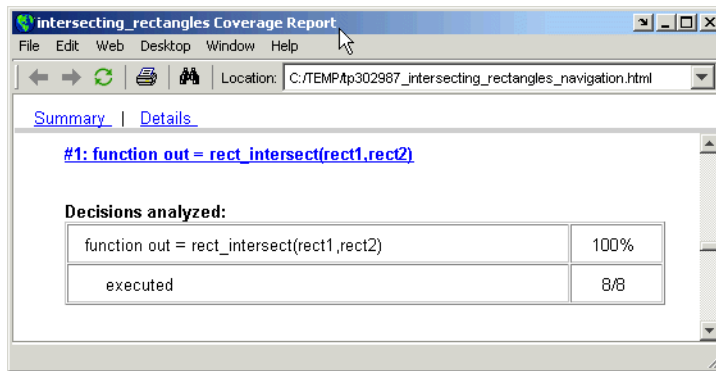 intersecting_rectangles Coverage Report
File Edit Web Desktop Window Help
Location: C:/TEMP/tp302987_intersecting_rectangles_navigation.html
Summary | Details
#1: function out = rect_intersect(rect1,rect2)
Decisions analyzed:
function out = rect_intersect(rect1,rect2) 100%
executed 8/8